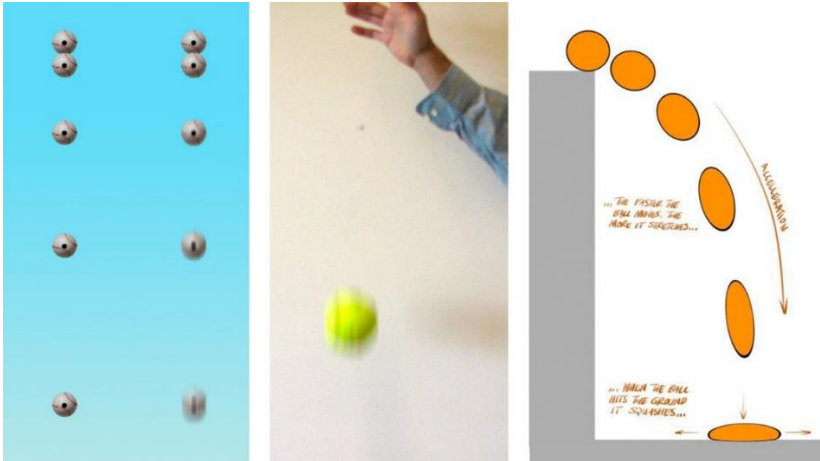 ... THE FASTER THE
BALL MOVES, THE
MORE IT STRETCHES...
ACCELERATION
... WHEN THE BALL
HITS THE GROUND
IT SQUASHES...